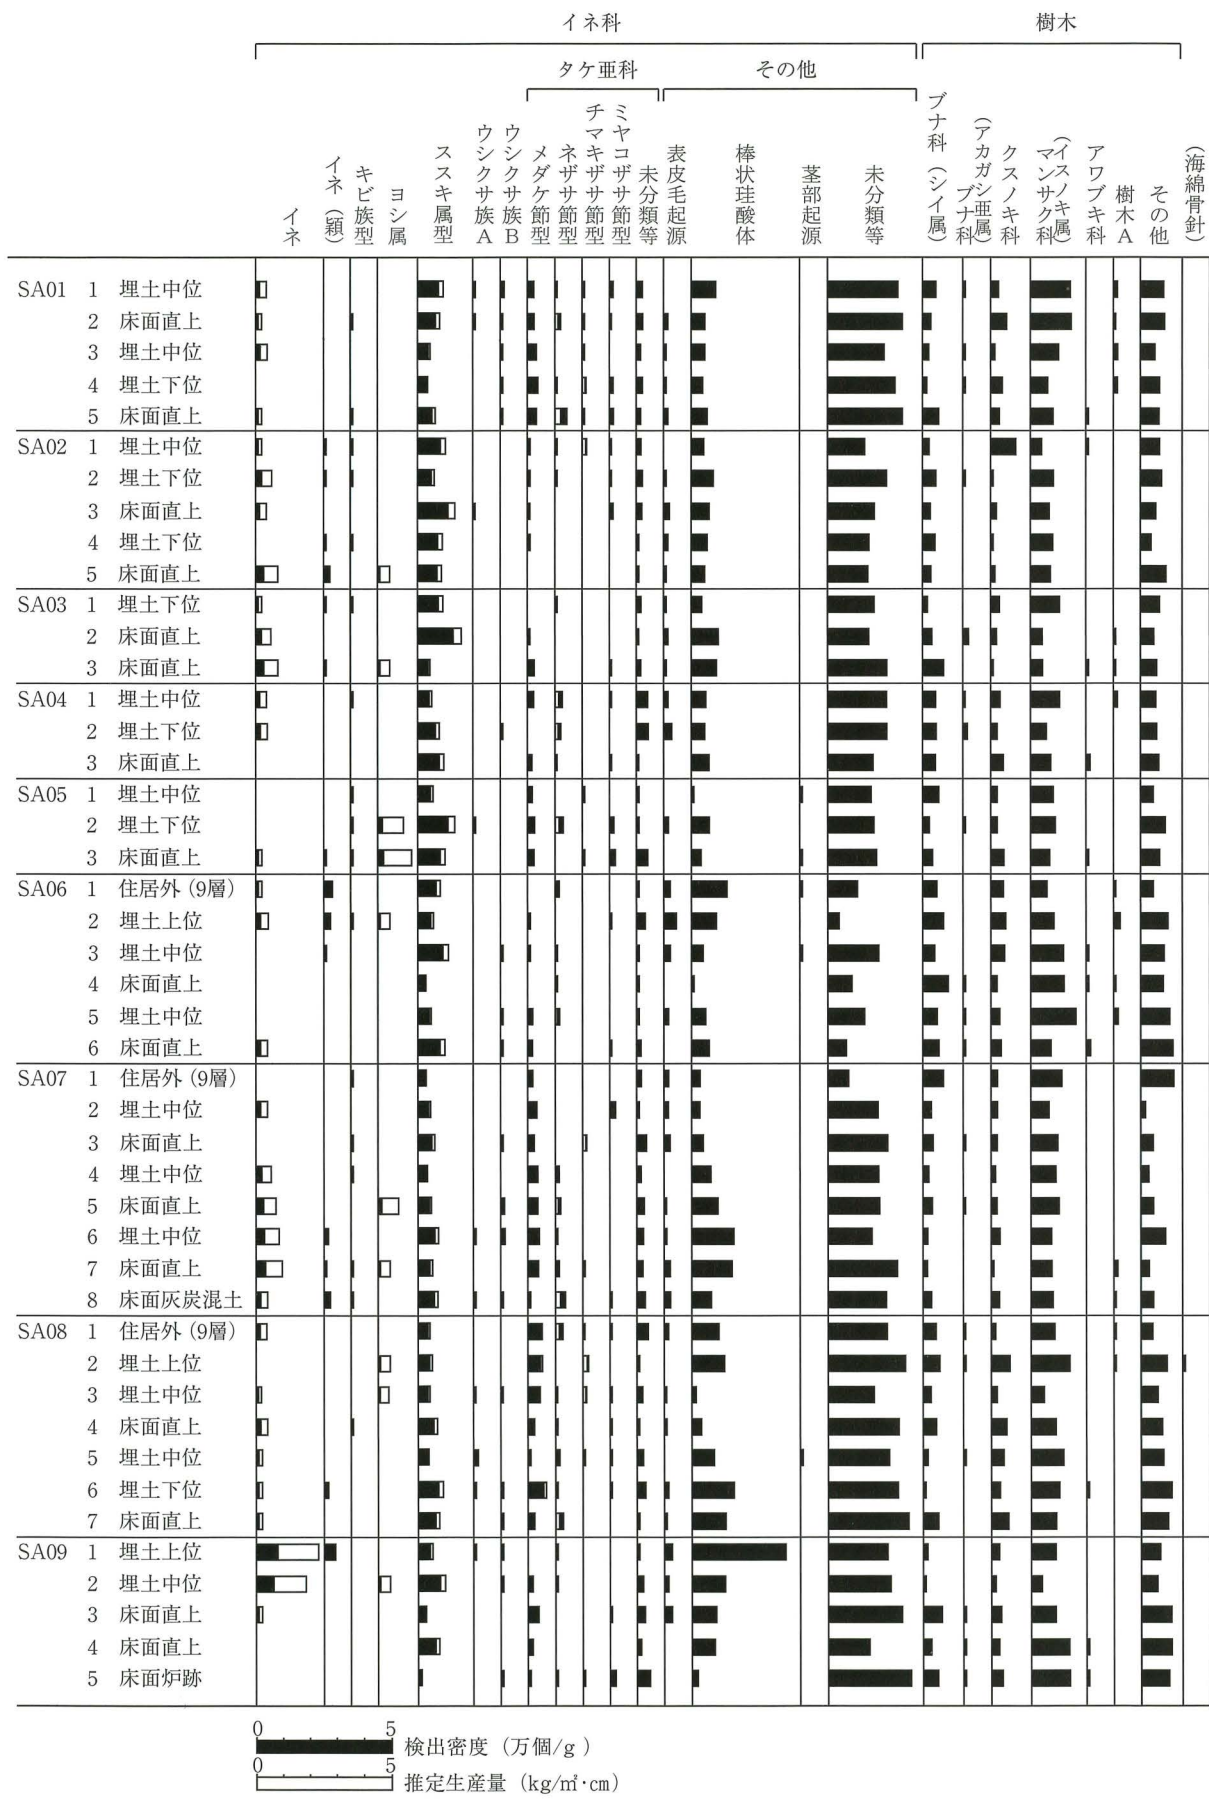 イネ科
樹木
タケ亜科
その他
イネ
イネ(穎)
キビ族型
ヨシ属
ススキ属型
ウシクサ族A
ウシクサ族B
メダケ節型
ネザサ節型
チマキザサ節型
ミヤコザサ節型
未分類等
表皮毛起源
棒状珪酸体
茎部起源
未分類等
ブナ科(シイ属)
ブナ科(アカガシ亜属)
クスノキ科
マンサク科(イスノキ属)
アワブキ科
樹木A
その他
(海綿骨針)
SA01 1 埋土中位
2 床面直上
3 埋土中位
4 埋土下位
5 床面直上
SA02 1 埋土中位
2 埋土下位
3 床面直上
4 埋土下位
5 床面直上
SA03 1 埋土下位
2 床面直上
3 床面直上
SA04 1 埋土中位
2 埋土下位
3 床面直上
SA05 1 埋土中位
2 埋土下位
3 床面直上
SA06 1 住居外(9層)
2 埋土上位
3 埋土中位
4 床面直上
5 埋土中位
6 床面直上
SA07 1 住居外(9層)
2 埋土中位
3 床面直上
4 埋土中位
5 床面直上
6 埋土中位
7 床面直上
8 床面灰炭混土
SA08 1 住居外(9層)
2 埋土上位
3 埋土中位
4 床面直上
5 埋土中位
6 埋土下位
7 床面直上
SA09 1 埋土上位
2 埋土中位
3 床面直上
4 床面直上
5 床面炉跡
0 5
検出密度(万個/g)
0 5
推定生産量(kg/㎡·cm)